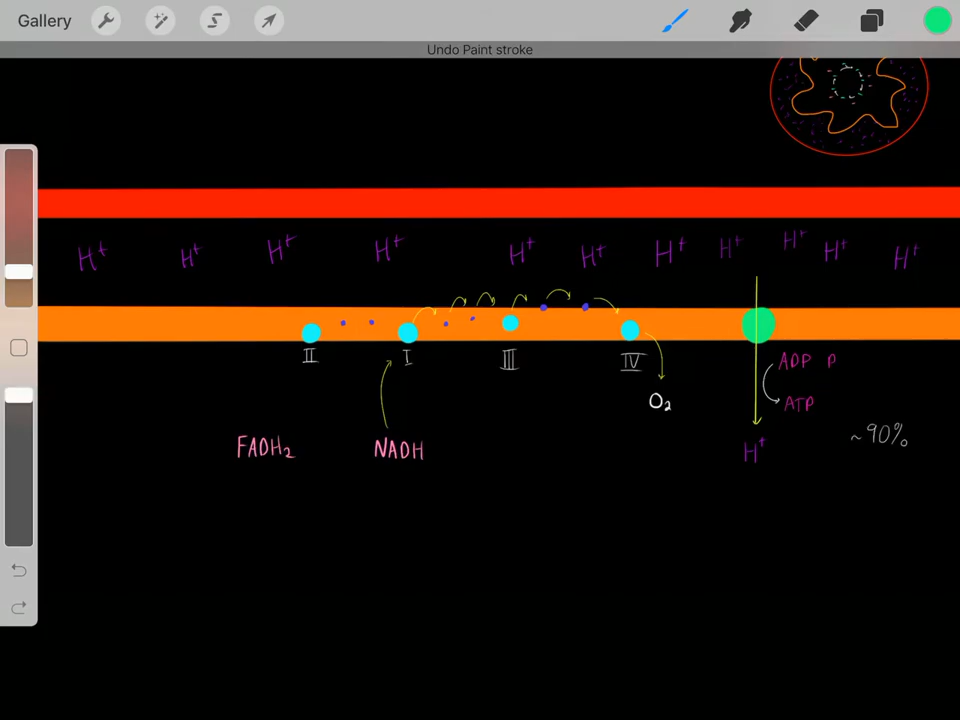 Gallery
Undo Paint stroke
H+ H+ H+ H+ H+ H+ H+ H+ H+ H+ H+
II I III IV
ADP P
O2
ATP
~90%
FADH2 NADH H+